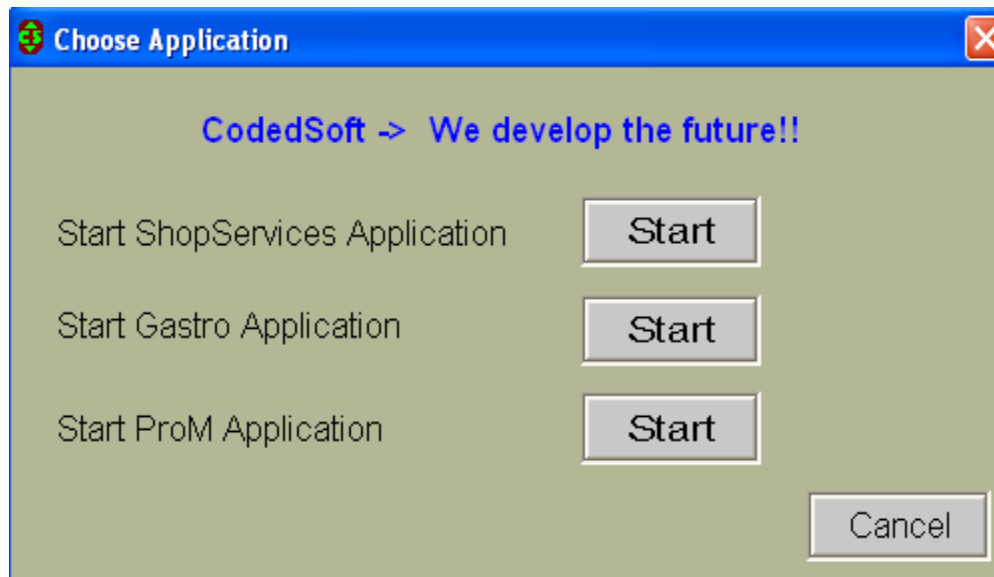 Choose Application
CodedSoft -> We develop the future!!
Start ShopServices Application Start
Start Gastro Application Start
Start ProM Application Start
Cancel